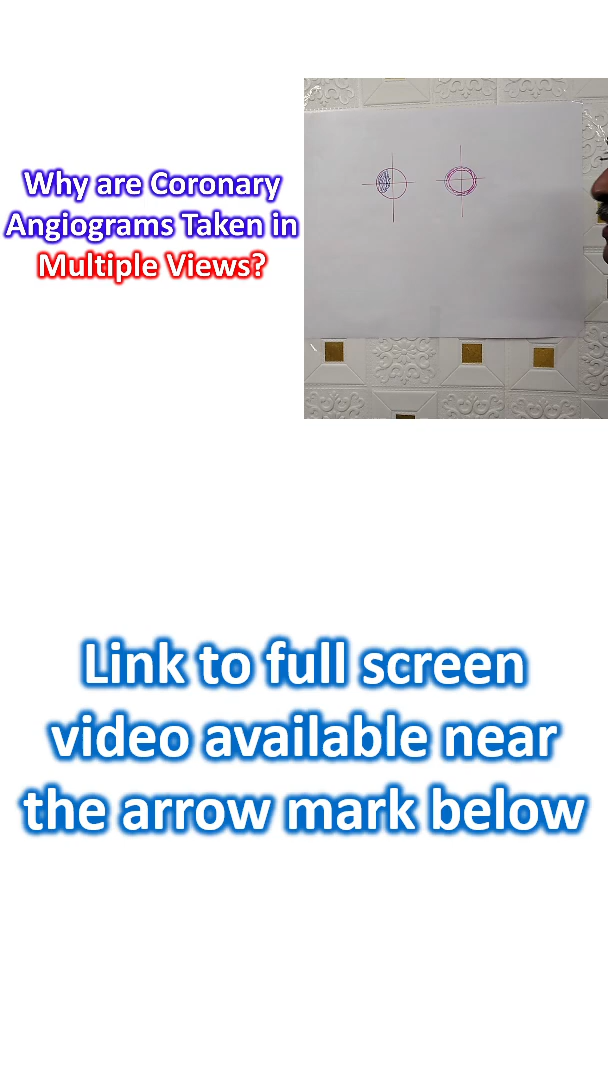 Why are Coronary
Angiograms Taken in
Multiple Views?
Link to full screen
video available near
the arrow mark below